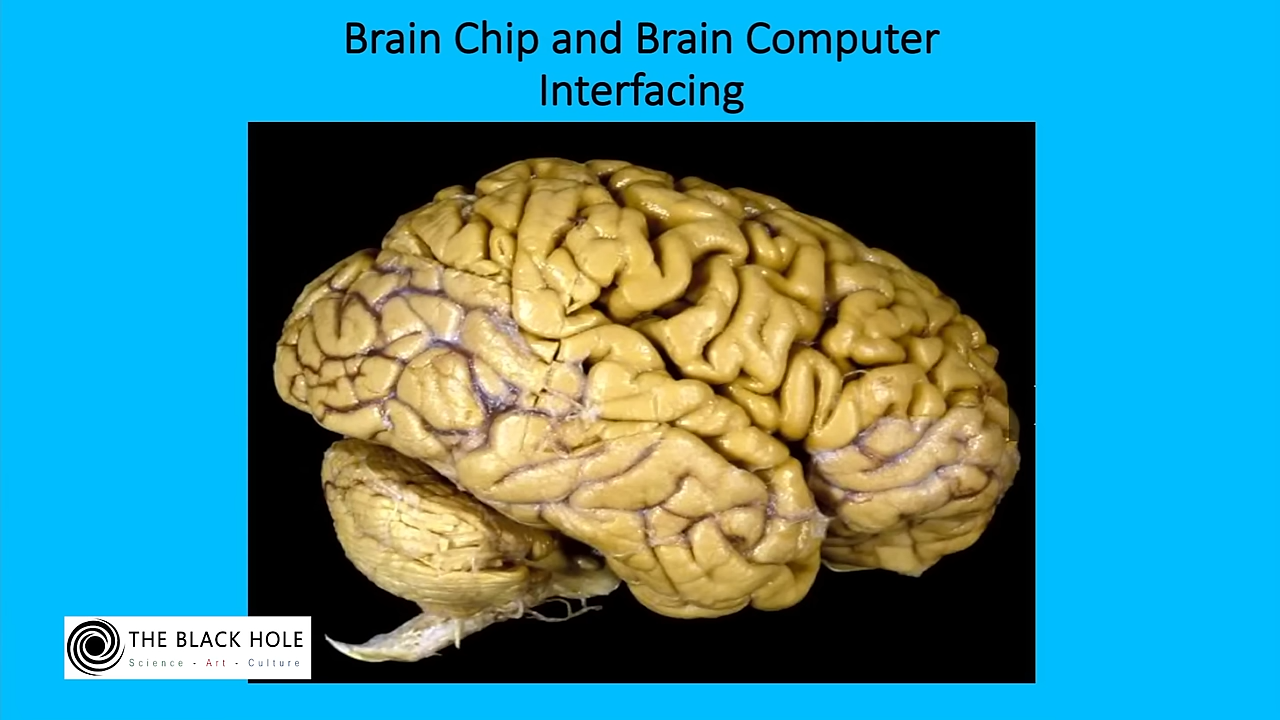 Brain Chip and Brain Computer
Interfacing
THE BLACK HOLE
Science - Art - Culture